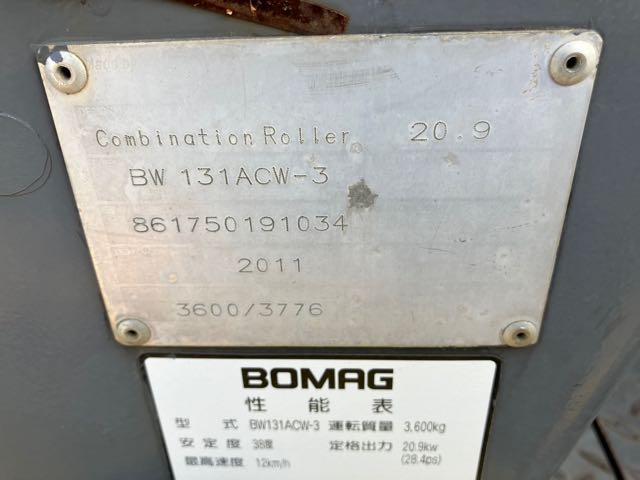 Combination Roller 20.9
BW 131ACW-3
861750191034
2011
3600/3776
BOMAG
性能表
型式 BW131ACW-3 運転質量 3,600kg
安定度 38度 定格出力 20.9kw
(28.4ps)
最高速度 12km/h